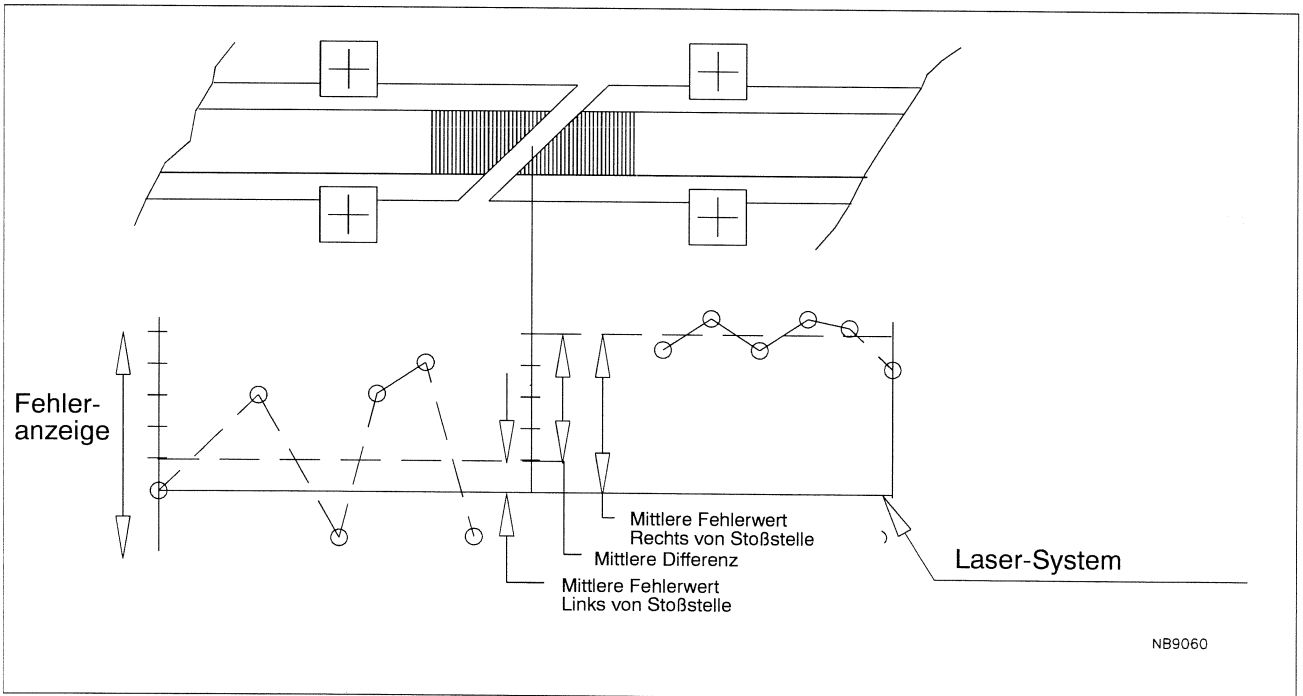 Fehler-
anzeige
Mittlere Fehlerwert
Rechts von Stoßstelle
Mittlere Differenz
Mittlere Fehlerwert
Links von Stoßstelle
Laser-System
NB9060